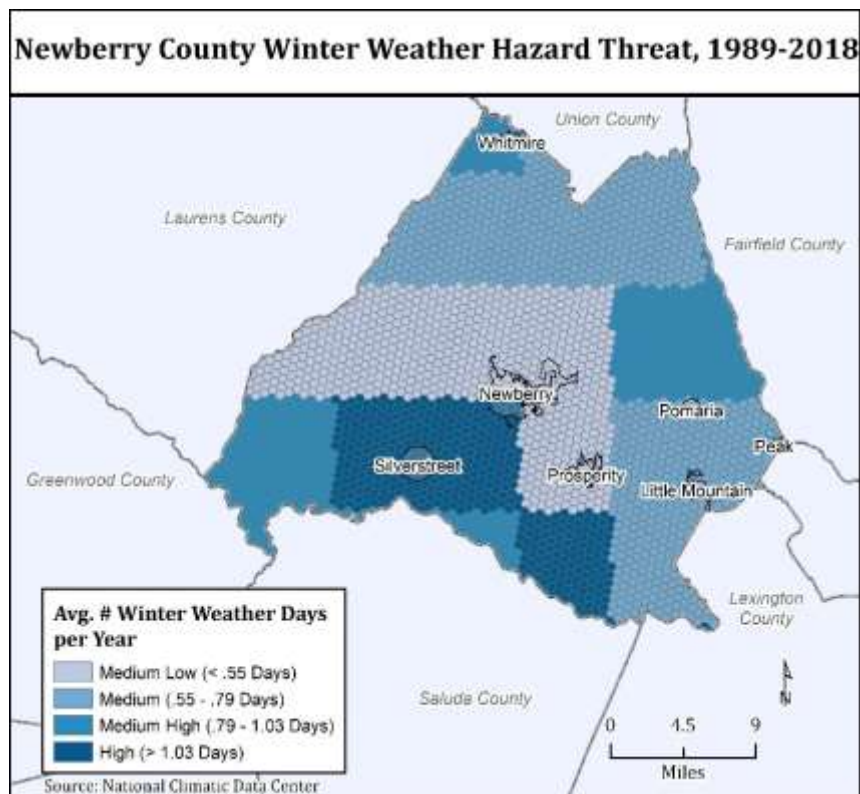 Newberry County Winter Weather Hazard Threat, 1989-2018
Union County
Whitmire
Laurens County
Fairfield County
Newberry
Pomaria
Peak
Silverstreet
Prosperity
Greenwood County
Little Mountain
Lexington
County
Saluda County
N
Avg. # Winter Weather Days
per Year
Medium Low (< .55 Days)
Medium (.55 - .79 Days)
Medium High (.79 - 1.03 Days)
High (> 1.03 Days)
0 4.5 9
Miles
Source: National Climatic Data Center